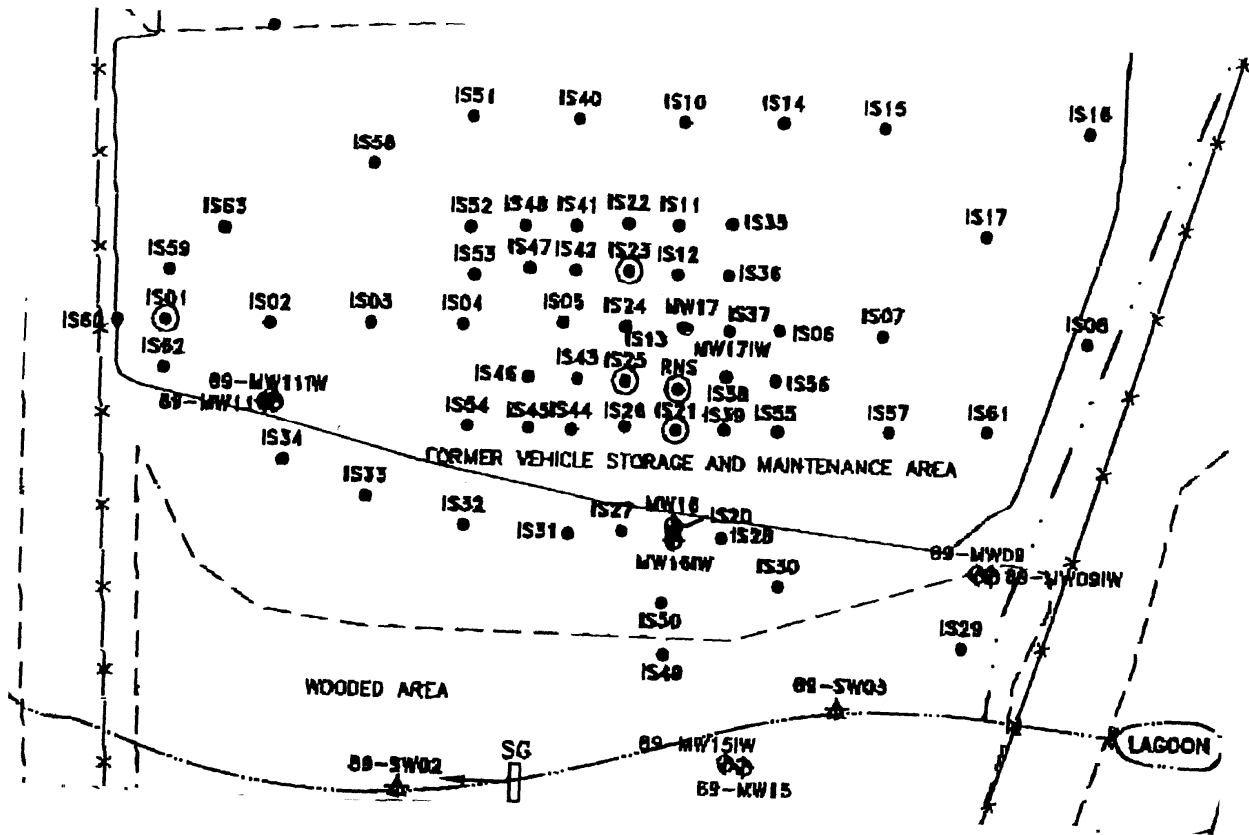 IS51 IS40 IS10 IS14 IS15 IS16
IS58
IS63 IS52 IS48 IS41 IS22 IS11 IS35 IS17
IS59 IS53 IS47 IS42 IS23 IS12 IS36
IS60 IS01 IS02 IS03 IS04 IS05 IS24 MW17 IS37 IS06 IS07 IS08
IS13 MW17IW
IS62 IS46 IS43 IS25 RNS IS38 IS56
89-MW11IW
89-MW11
IS54 IS45 IS44 IS26 IS21 IS39 IS55 IS57 IS61
IS34
CORMER VEHICLE STORAGE AND MAINTENANCE AREA
IS33
IS32 IS31 IS27 MW16 IS20
IS28
MW16IW
89-MW09
89-MW09IW
IS30
IS50
IS29
IS49
WOODED AREA
89-SW03
89-SW02 SG 89-MW15IW LAGOON
89-MW15